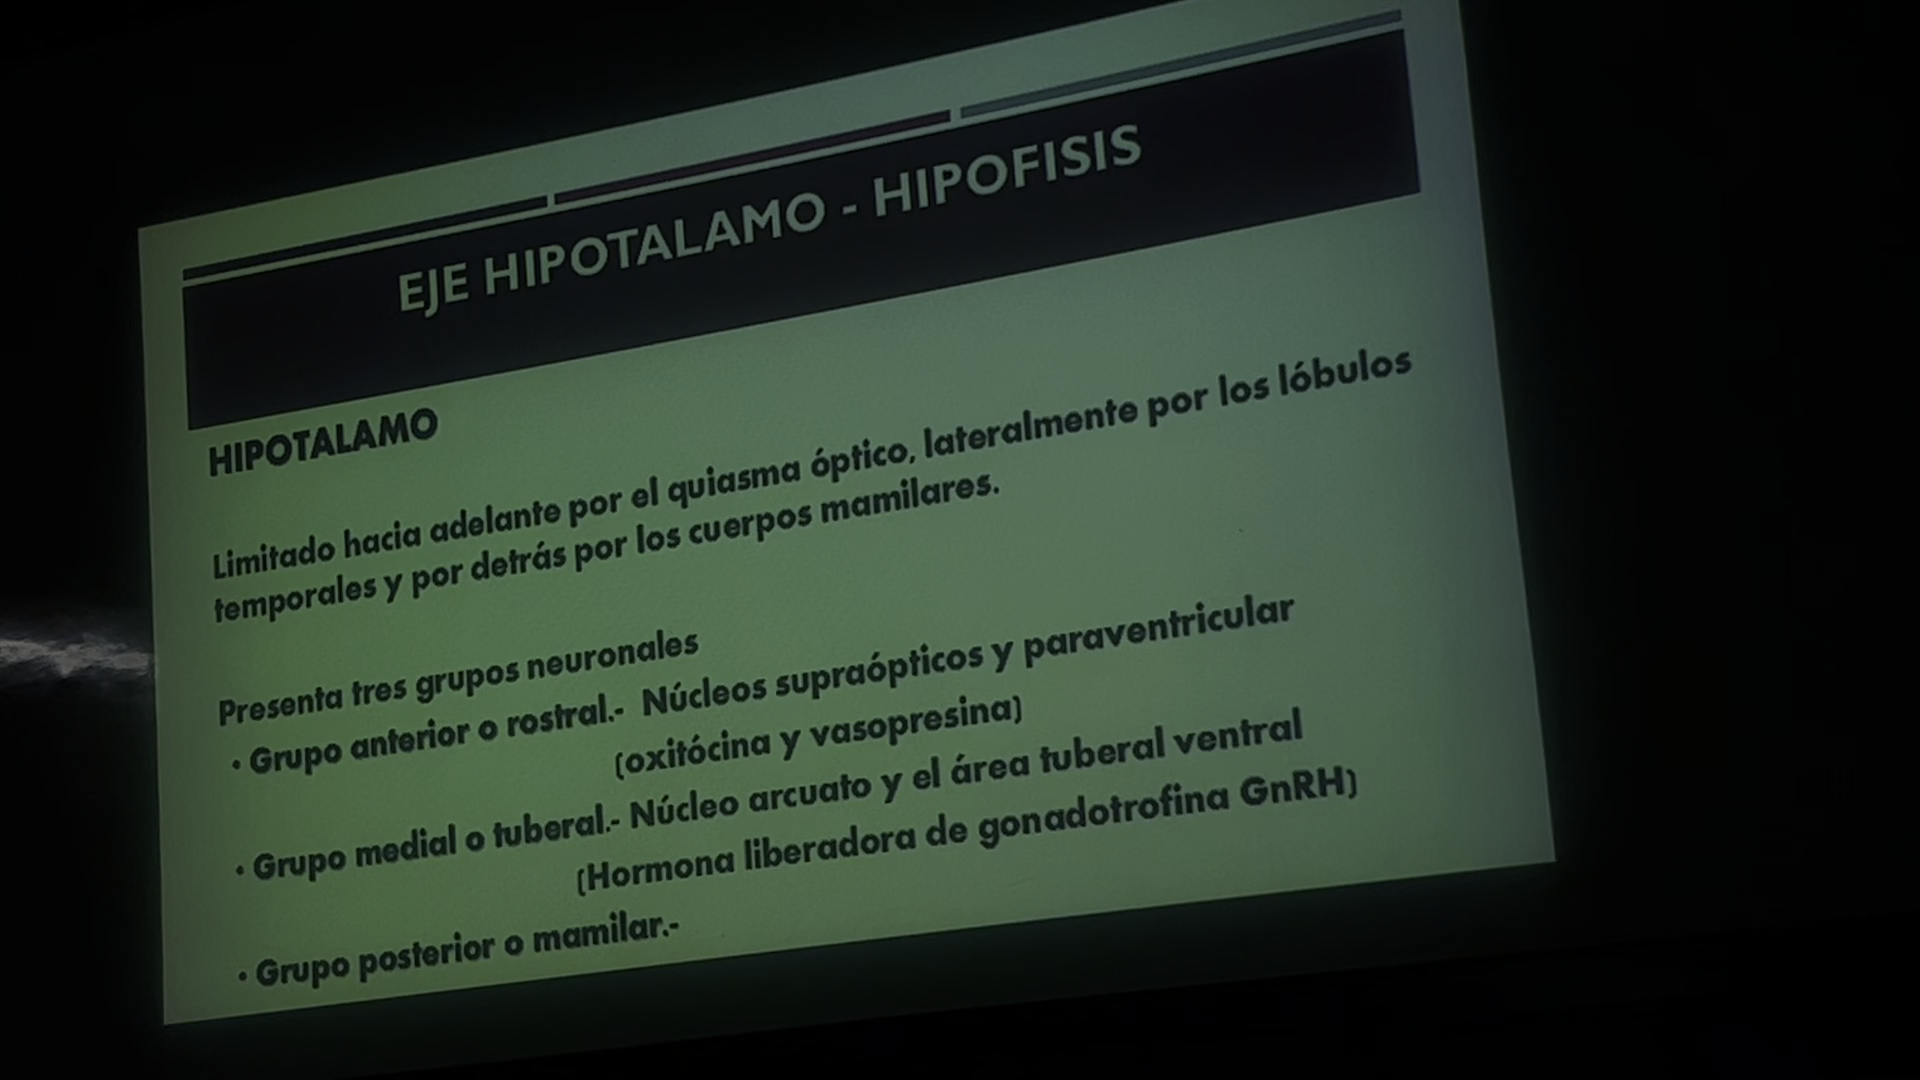 EJE HIPOTALAMO - HIPOFISIS
HIPOTALAMO
Limitado hacia adelante por el quiasma óptico, lateralmente por los lóbulos
temporales y por detrás por los cuerpos mamilares.
Presenta tres grupos neuronales
• Grupo anterior o rostral.- Núcleos supraópticos y paraventricular
(oxitócina y vasopresina)
• Grupo medial o tuberal.- Núcleo arcuato y el área tuberal ventral
(Hormona liberadora de gonadotrofina GnRH)
• Grupo posterior o mamilar.-